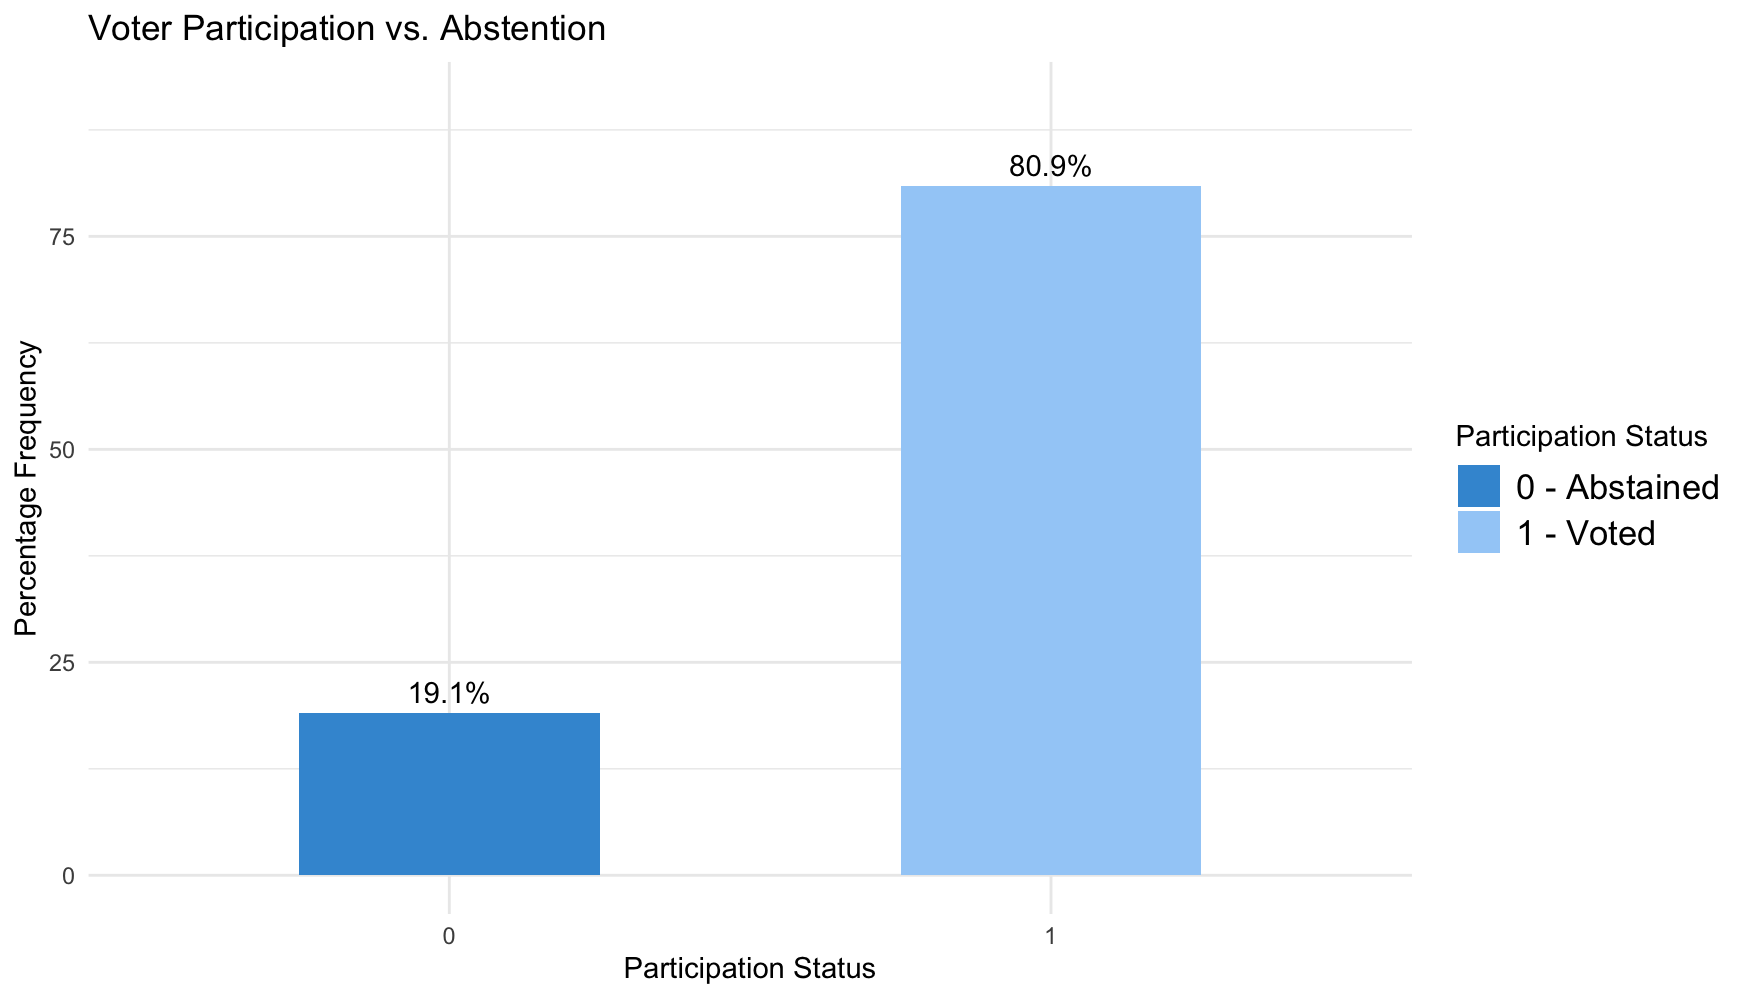 Voter Participation vs. Abstention
80.9%
75
50
25
19.1%
0
Percentage Frequency
0
1
Participation Status
Participation Status
0 - Abstained
1 - Voted